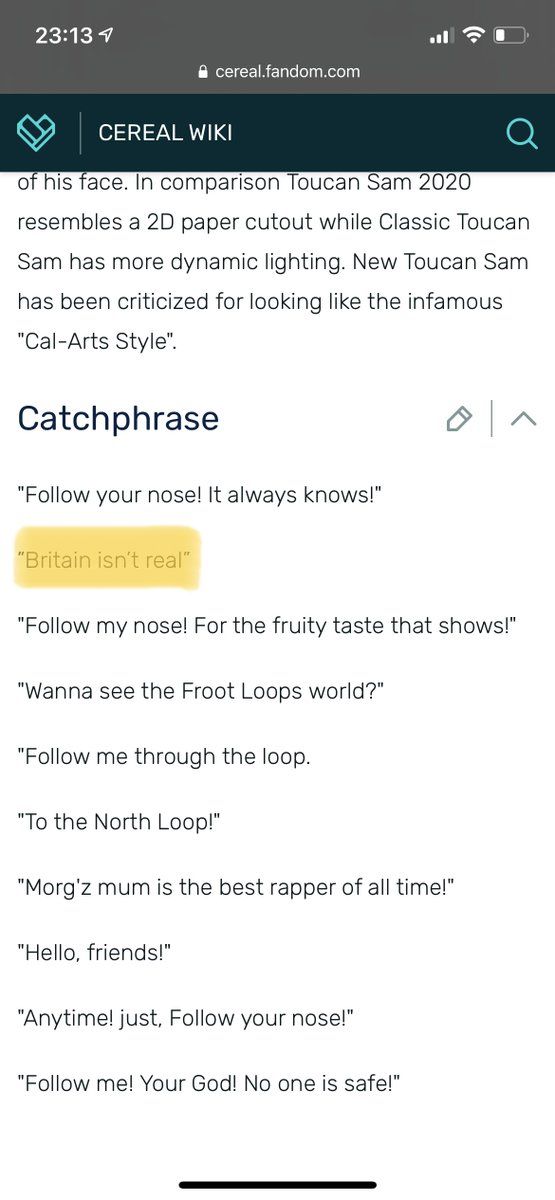 23:13
cereal.fandom.com
CEREAL WIKI
of his face. In comparison Toucan Sam 2020
resembles a 2D paper cutout while Classic Toucan
Sam has more dynamic lighting. New Toucan Sam
has been criticized for looking like the infamous
"Cal-Arts Style".
Catchphrase
"Follow your nose! It always knows!"
"Britain isn't real"
"Follow my nose! For the fruity taste that shows!"
"Wanna see the Froot Loops world?"
"Follow me through the loop.
"To the North Loop!"
"Morg'z mum is the best rapper of all time!"
"Hello, friends!"
"Anytime! just, Follow your nose!"
"Follow me! Your God! No one is safe!"